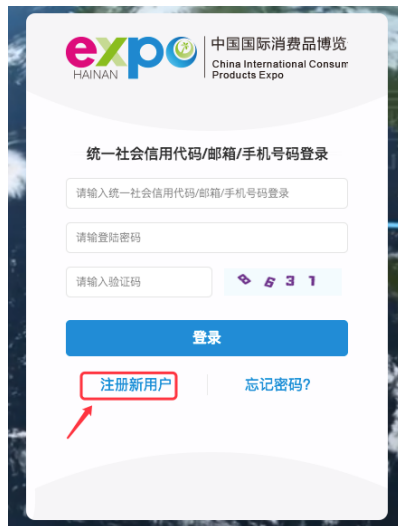 expo
HAINAN
中国国际消费品博览
China International Consum
Products Expo
统一社会信用代码/邮箱/手机号码登录
请输入统一社会信用代码/邮箱/手机号码登录
请输登陆密码
请输入验证码
8631
登录
注册新用户 忘记密码?